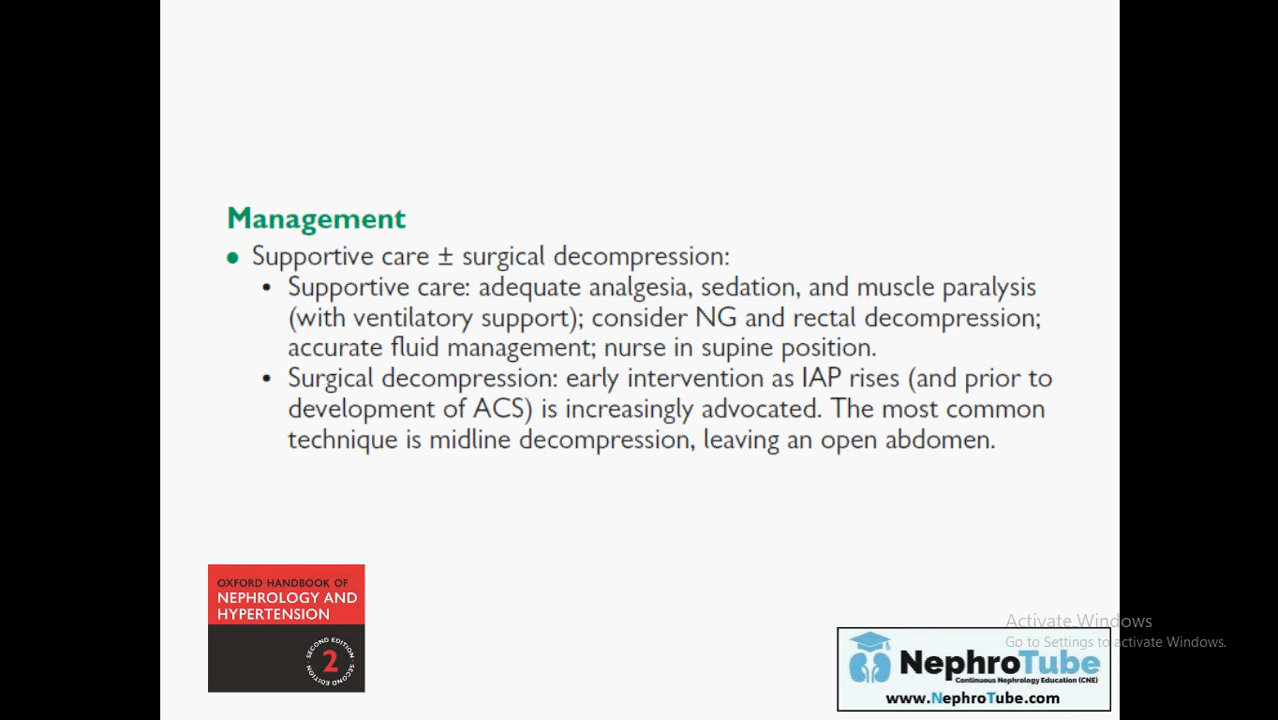 Management
Supportive care ± surgical decompression:
Supportive care: adequate analgesia, sedation, and muscle paralysis
(with ventilatory support); consider NG and rectal decompression;
accurate fluid management; nurse in supine position.
Surgical decompression: early intervention as IAP rises (and prior to
development of ACS) is increasingly advocated. The most common
technique is midline decompression, leaving an open abdomen.
OXFORD HANDBOOK OF
NEPHROLOGY AND
HYPERTENSION
SECOND EDITION · SECOND EDITION ·
2
Activate Windows
Go to Settings to activate Windows.
NephroTube
Continuous Nephrology Education (CNE)
www.NephroTube.com